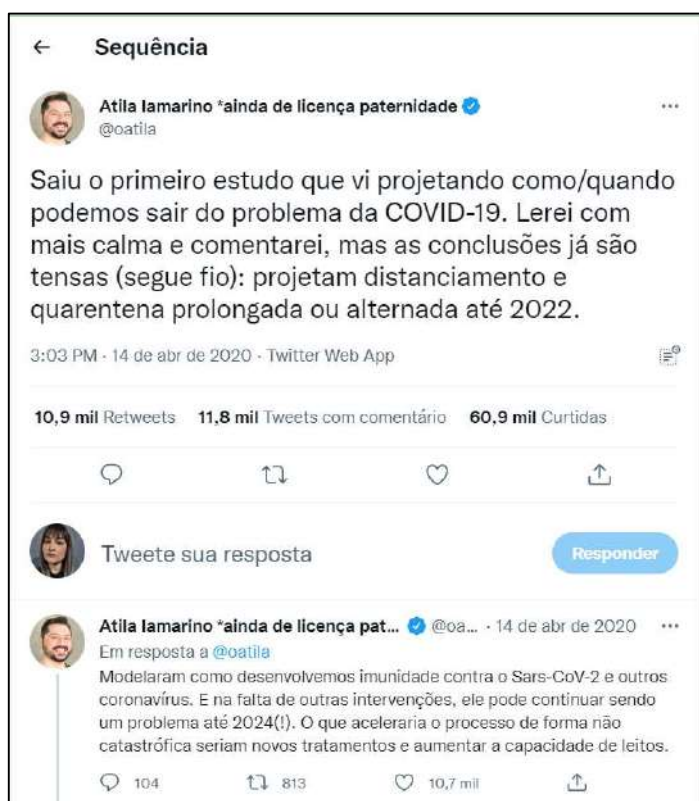 Sequência
Atila Iamarino *ainda de licença paternidade
@oatila
Saiu o primeiro estudo que vi projetando como/quando
podemos sair do problema da COVID-19. Lerei com
mais calma e comentarei, mas as conclusões já são
tensas (segue fio): projetam distanciamento e
quarentena prolongada ou alternada até 2022.
3:03 PM · 14 de abr de 2020 · Twitter Web App
10,9 mil Retweets 11,8 mil Tweets com comentário 60,9 mil Curtidas
Tweete sua resposta
Responder
Atila Iamarino *ainda de licença pat... @oa... · 14 de abr de 2020
Em resposta a @oatila
Modelaram como desenvolvemos imunidade contra o Sars-CoV-2 e outros
coronavírus. E na falta de outras intervenções, ele pode continuar sendo
um problema até 2024(!). O que aceleraria o processo de forma não
catastrófica seriam novos tratamentos e aumentar a capacidade de leitos.
104 813 10,7 mil